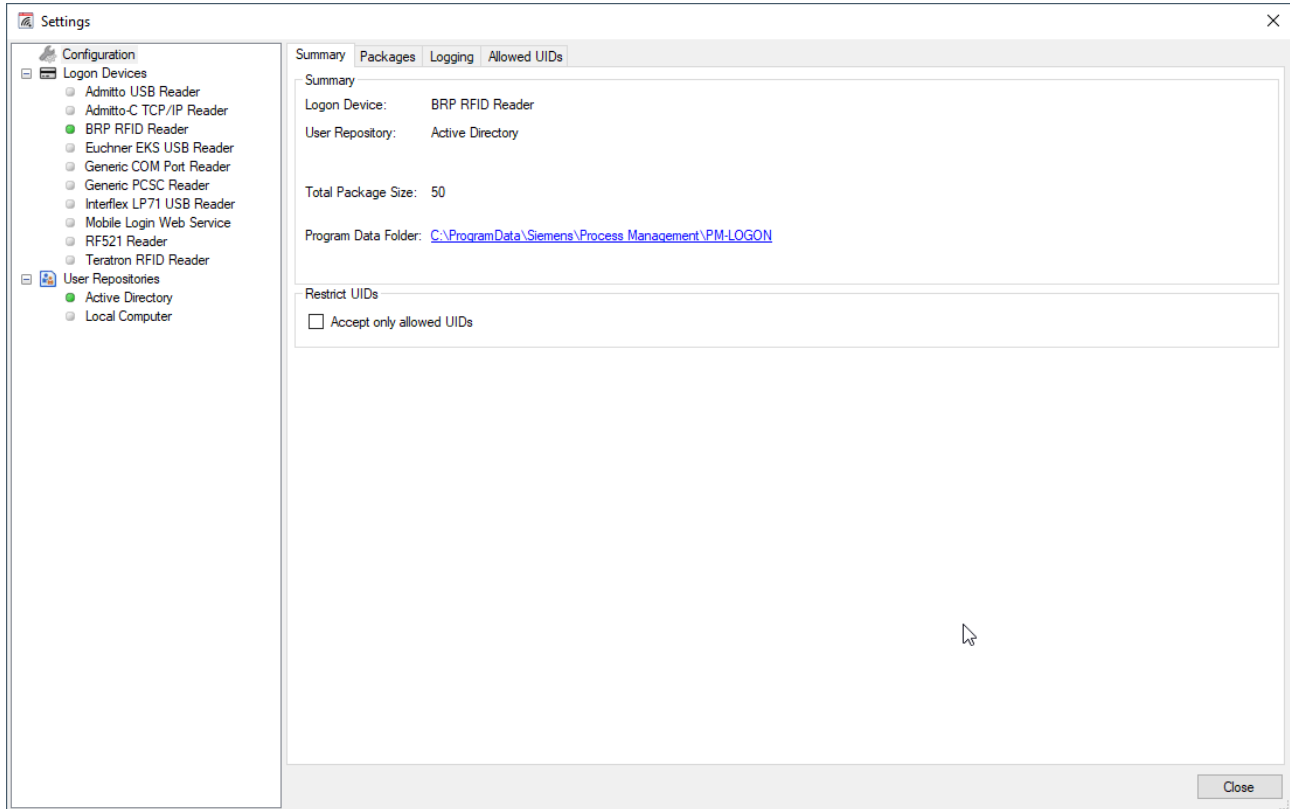 Settings
Configuration
Logon Devices
Admitto USB Reader
Admitto-C TCP/IP Reader
BRP RFID Reader
Euchner EKS USB Reader
Generic COM Port Reader
Generic PCSC Reader
Interflex LP71 USB Reader
Mobile Login Web Service
RF521 Reader
Teratron RFID Reader
User Repositories
Active Directory
Local Computer
Summary Packages Logging Allowed UIDs
Summary
Logon Device: BRP RFID Reader
User Repository: Active Directory
Total Package Size: 50
Program Data Folder: C:\ProgramData\Siemens\Process Management\PM-LOGON
Restrict UIDs
Accept only allowed UIDs
Close